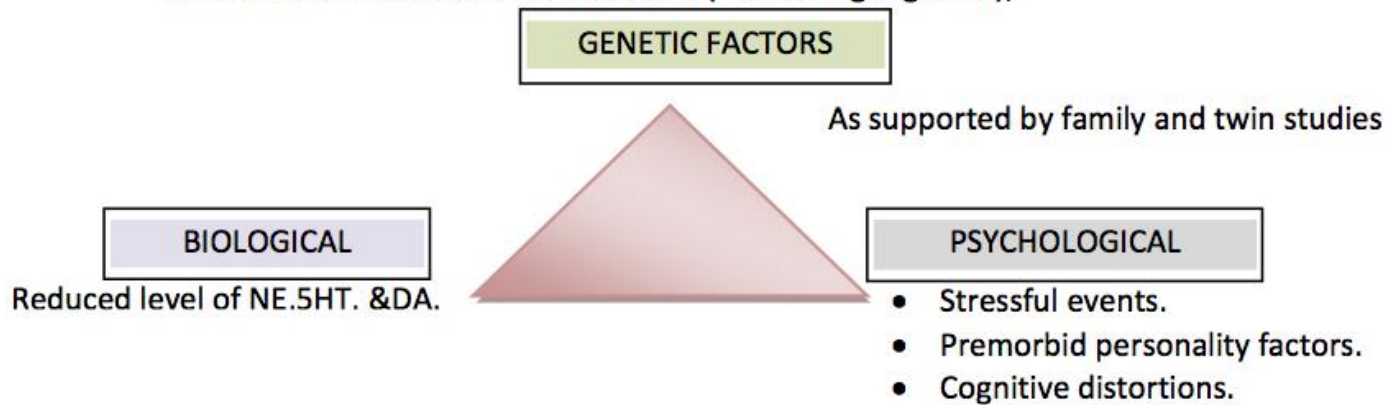 GENETIC FACTORS
As supported by family and twin studies
BIOLOGICAL
Reduced level of NE.5HT. &DA.
PSYCHOLOGICAL
• Stressful events.
• Premorbid personality factors.
• Cognitive distortions.